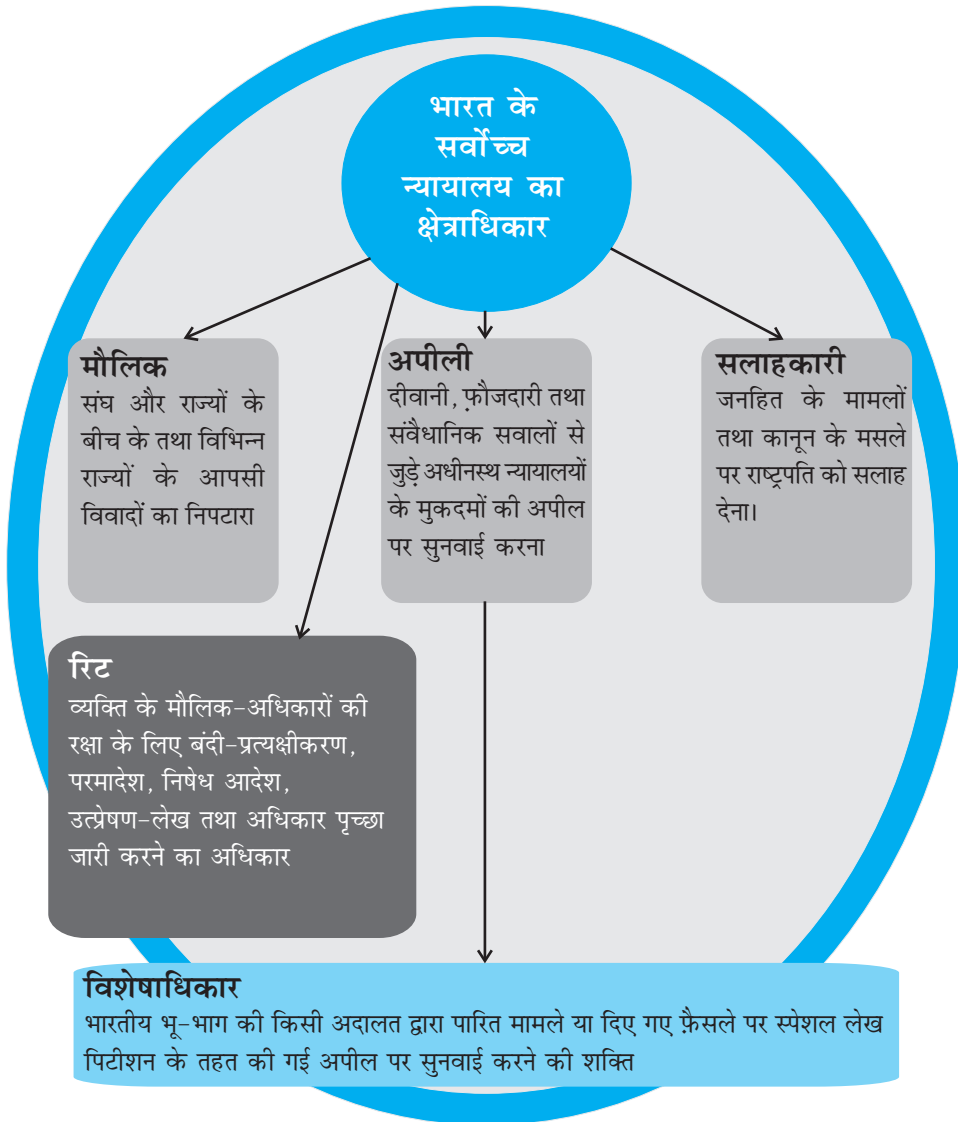 भारत के
सर्वोच्च
न्यायालय का
क्षेत्राधिकार
मौलिक
संघ और राज्यों के
बीच के तथा विभिन्न
राज्यों के आपसी
विवादों का निपटारा
अपीली
दीवानी, फ़ौजदारी तथा
संवैधानिक सवालों से
जुड़े अधीनस्थ न्यायालयों
के मुकदमों की अपील
पर सुनवाई करना
सलाहकारी
जनहित के मामलों
तथा कानून के मसले
पर राष्ट्रपति को सलाह
देना।
रिट
व्यक्ति के मौलिक-अधिकारों की
रक्षा के लिए बंदी-प्रत्यक्षीकरण,
परमादेश, निषेध आदेश,
उत्प्रेषण-लेख तथा अधिकार पृच्छा
जारी करने का अधिकार
विशेषाधिकार
भारतीय भू-भाग की किसी अदालत द्वारा पारित मामले या दिए गए फ़ैसले पर स्पेशल लेख
पिटीशन के तहत की गई अपील पर सुनवाई करने की शक्ति